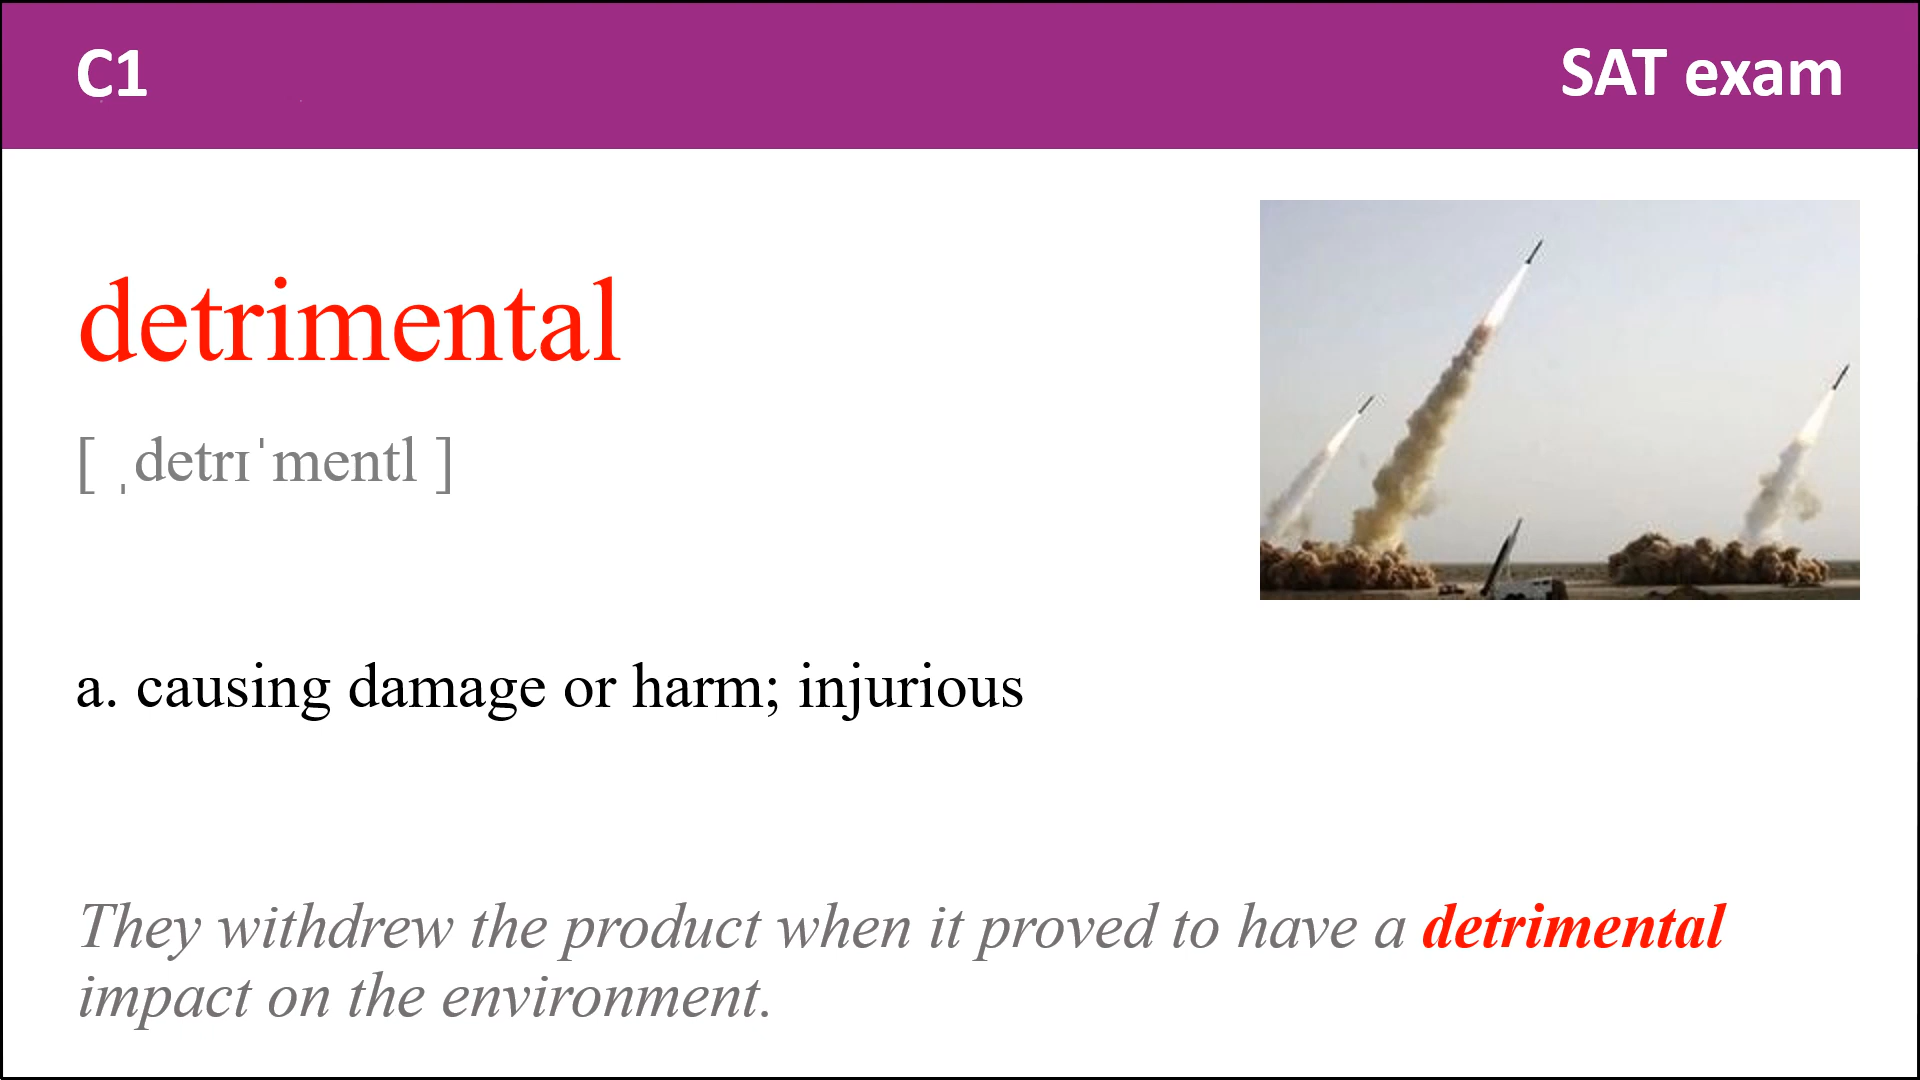 C1
SAT exam
detrimental
[ ˌdetrɪˈmentl ]
a. causing damage or harm; injurious
They withdrew the product when it proved to have a detrimental
impact on the environment.